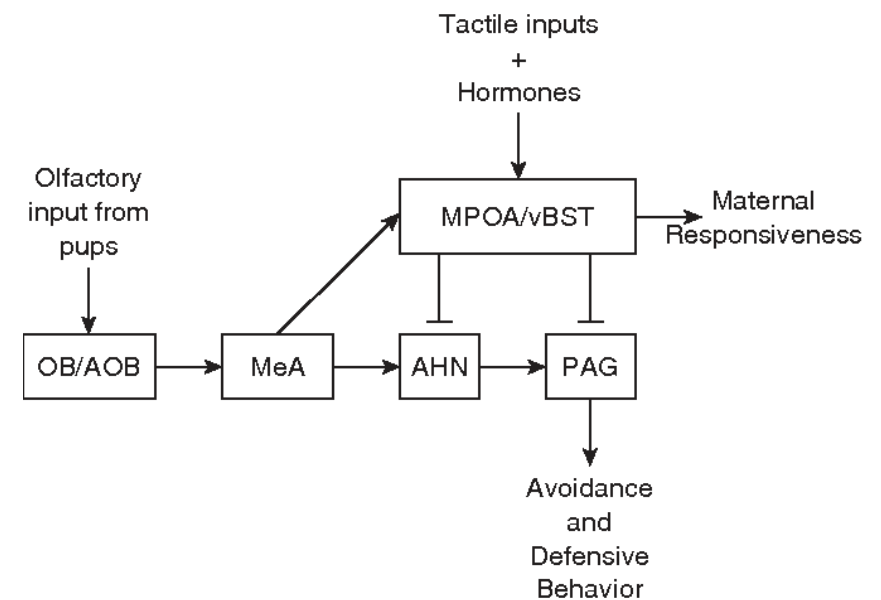 Tactile inputs
+
Hormones
Olfactory
input from
pups
MPOA/vBST
Maternal
Responsiveness
OB/AOB
MeA
AHN
PAG
Avoidance
and
Defensive
Behavior